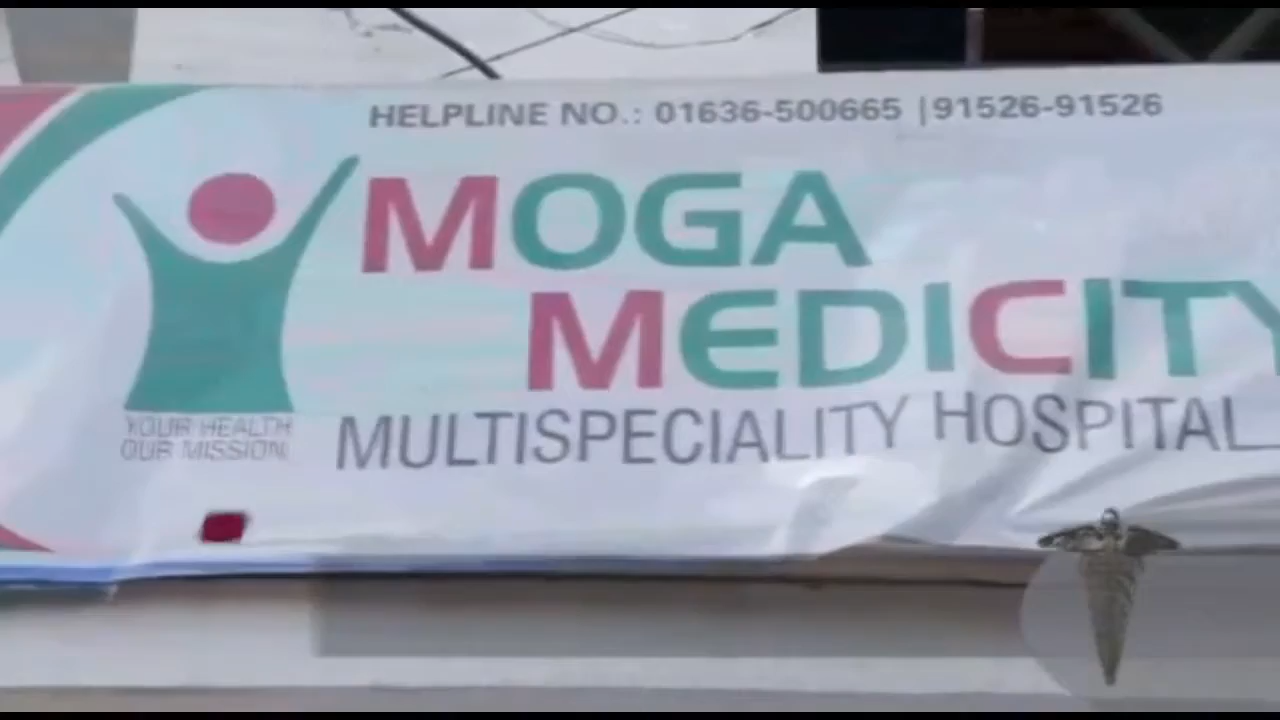 HELPLINE NO.: 01636-500665 |91526-91526
MOGA
MEDICITY
MULTISPECIALITY HOSPITAL
YOUR HEALTH
OUR MISSION